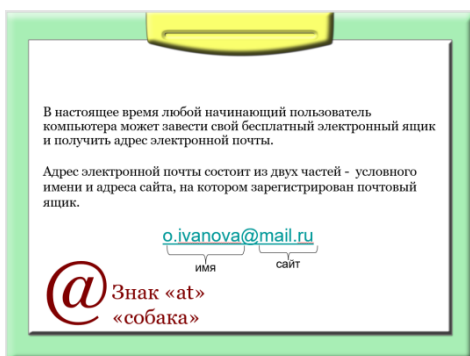 В настоящее время любой начинающий пользователь
компьютера может завести свой бесплатный электронный ящик
и получить адрес электронной почты.
Адрес электронной почты состоит из двух частей - условного
имени и адреса сайта, на котором зарегистрирован почтовый
ящик.
o.ivanova@mail.ru
имя сайт
@ Знак «at»
«собака»